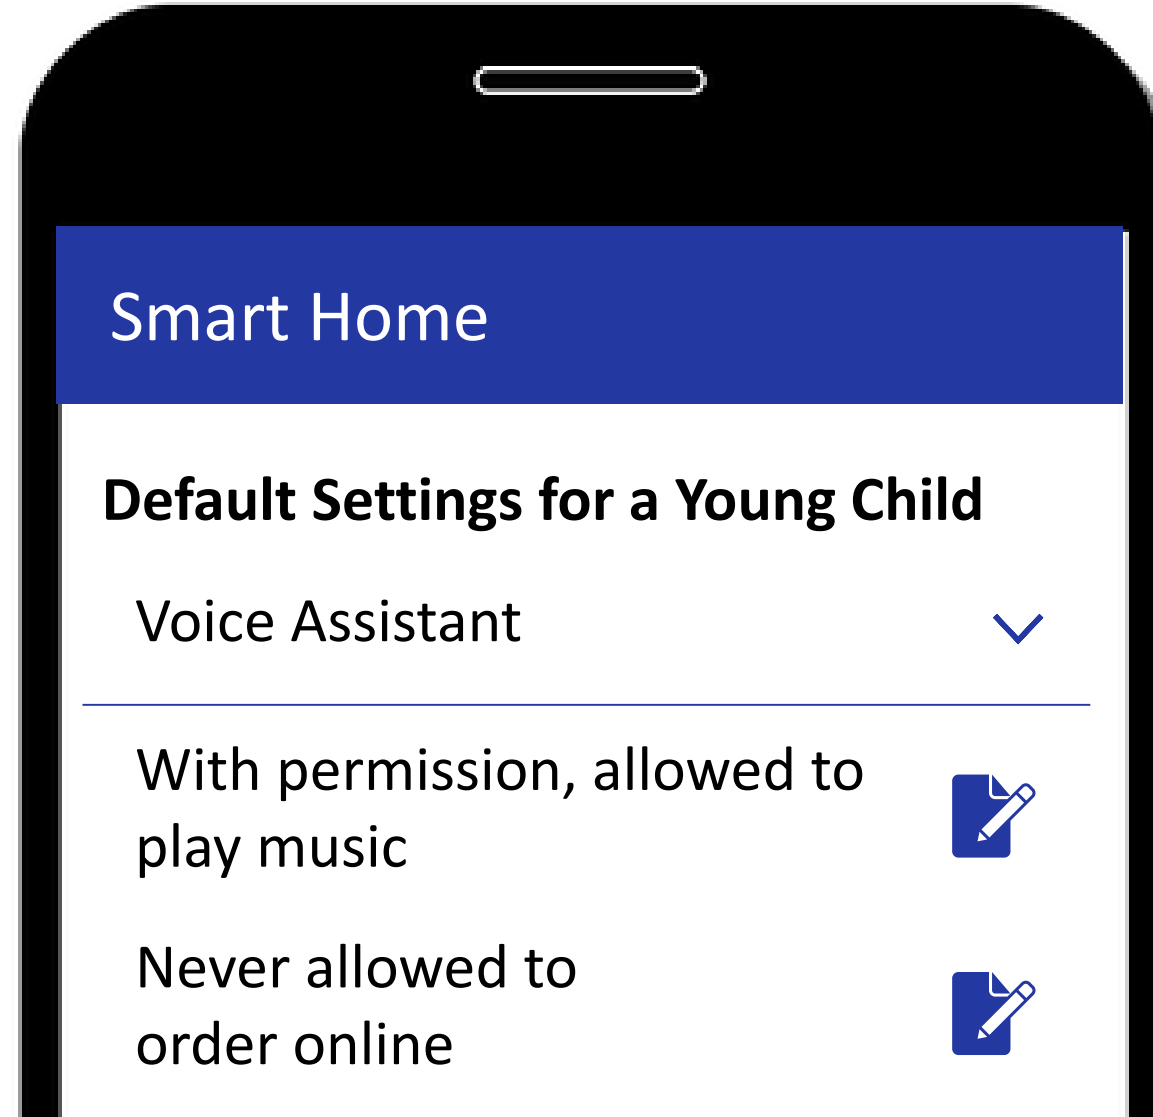 Smart Home
Default Settings for a Young Child
Voice Assistant
With permission, allowed to
play music
Never allowed to
order online